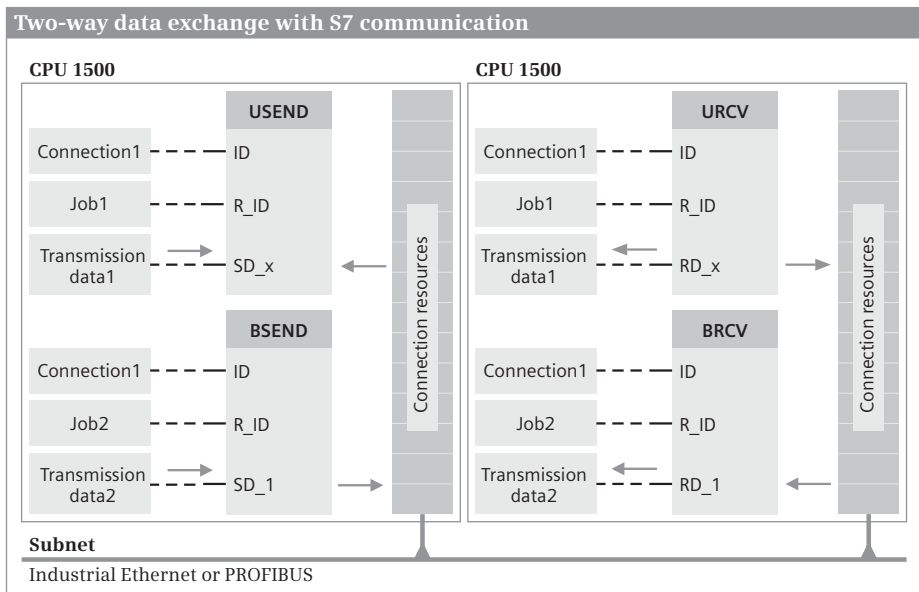 Two-way data exchange with S7 communication
CPU 1500
USEND
Connection1
ID
Job1
R_ID
Transmission
data1
SD_x
BSEND
Connection1
ID
Job2
R_ID
Transmission
data2
SD_1
Connection resources
CPU 1500
URCV
Connection1
ID
Job1
R_ID
Transmission
data1
RD_x
BRCV
Connection1
ID
Job2
R_ID
Transmission
data2
RD_1
Connection resources
Subnet
Industrial Ethernet or PROFIBUS